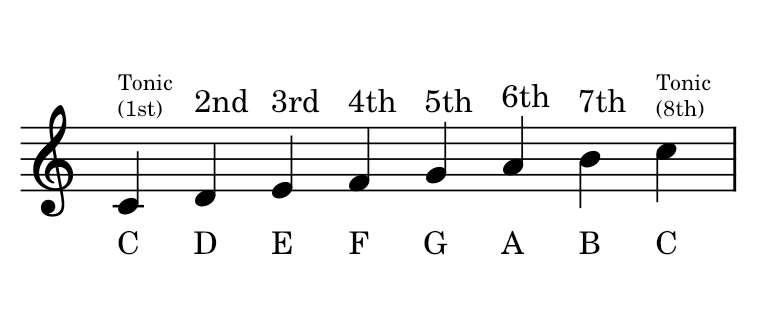 Tonic
(1st) 2nd 3rd 4th 5th 6th 7th Tonic
(8th)
C D E F G A B C